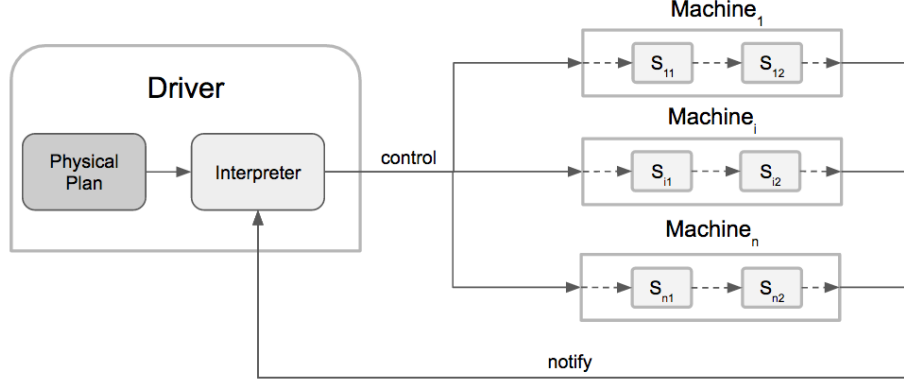 Machine₁
Driver
S₁₁ S₁₂
Machineᵢ
Physical
Plan
Interpreter
control
Sᵢ₁ Sᵢ₂
Machineₙ
Sₙ₁ Sₙ₂
notify